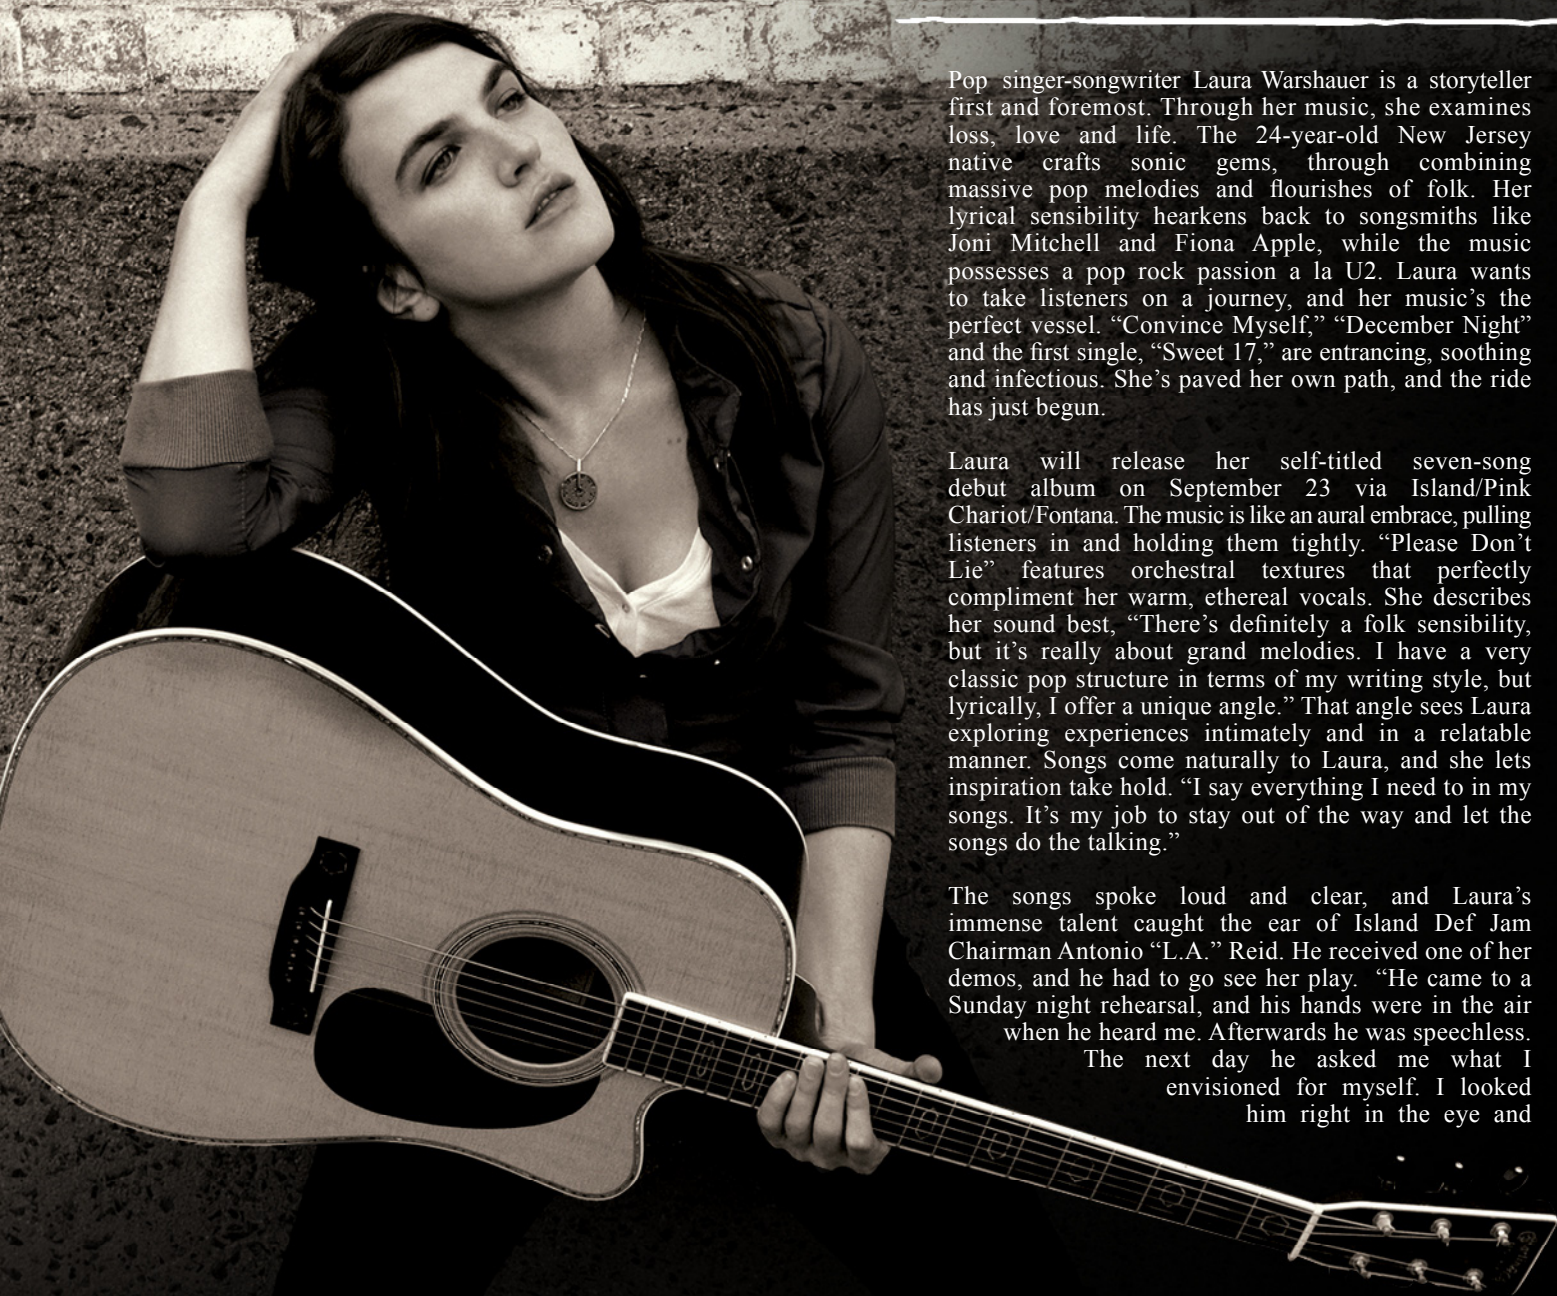 Pop singer-songwriter Laura Warshauer is a storyteller
first and foremost. Through her music, she examines
loss, love and life. The 24-year-old New Jersey
native crafts sonic gems, through combining
massive pop melodies and flourishes of folk. Her
lyrical sensibility hearkens back to songsmiths like
Joni Mitchell and Fiona Apple, while the music
possesses a pop rock passion a la U2. Laura wants
to take listeners on a journey, and her music’s the
perfect vessel. “Convince Myself,” “December Night”
and the first single, “Sweet 17,” are entrancing, soothing
and infectious. She’s paved her own path, and the ride
has just begun.
Laura will release her self-titled seven-song
debut album on September 23 via Island/Pink
Chariot/Fontana. The music is like an aural embrace, pulling
listeners in and holding them tightly. “Please Don’t
Lie” features orchestral textures that perfectly
compliment her warm, ethereal vocals. She describes
her sound best, “There’s definitely a folk sensibility,
but it’s really about grand melodies. I have a very
classic pop structure in terms of my writing style, but
lyrically, I offer a unique angle.” That angle sees Laura
exploring experiences intimately and in a relatable
manner. Songs come naturally to Laura, and she lets
inspiration take hold. “I say everything I need to in my
songs. It’s my job to stay out of the way and let the
songs do the talking.”
The songs spoke loud and clear, and Laura’s
immense talent caught the ear of Island Def Jam
Chairman Antonio “L.A.” Reid. He received one of her
demos, and he had to go see her play. “He came to a
Sunday night rehearsal, and his hands were in the air
when he heard me. Afterwards he was speechless.
The next day he asked me what I
envisioned for myself. I looked
him right in the eye and